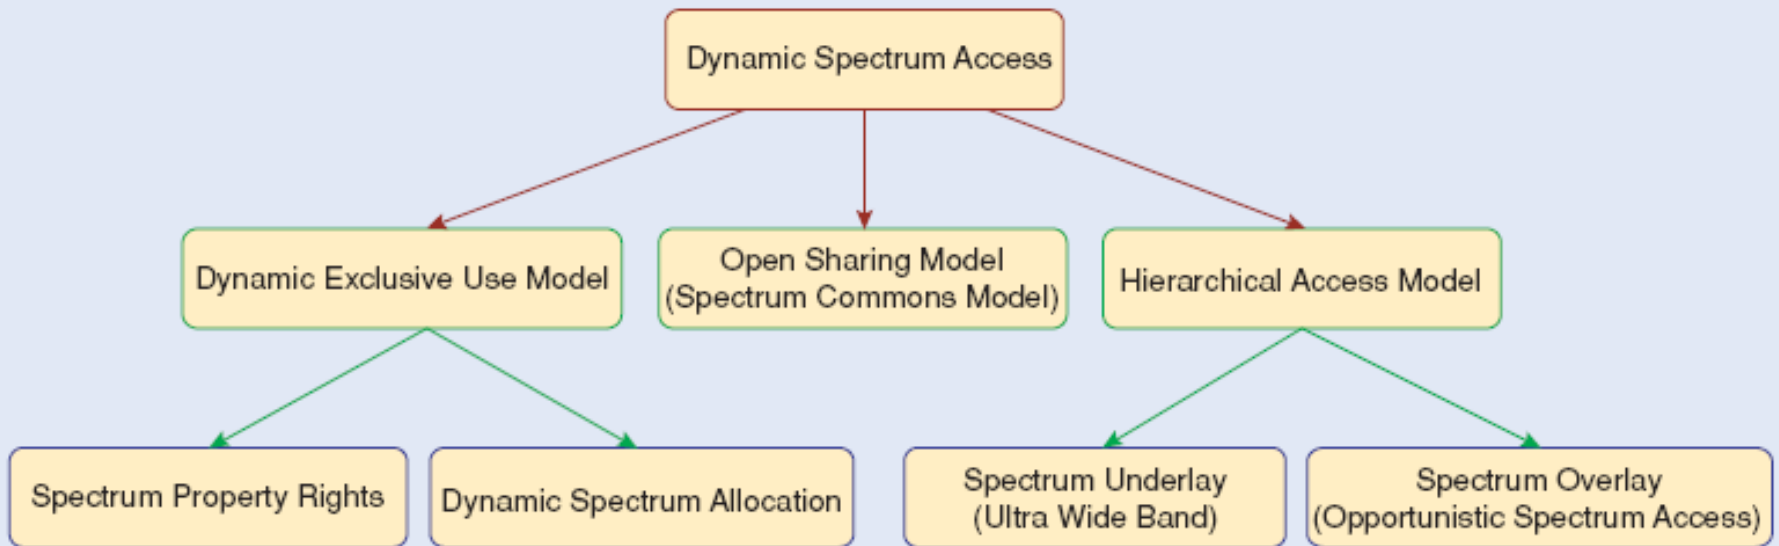 Dynamic Spectrum Access
Dynamic Exclusive Use Model
Open Sharing Model
(Spectrum Commons Model)
Hierarchical Access Model
Spectrum Property Rights
Dynamic Spectrum Allocation
Spectrum Underlay
(Ultra Wide Band)
Spectrum Overlay
(Opportunistic Spectrum Access)